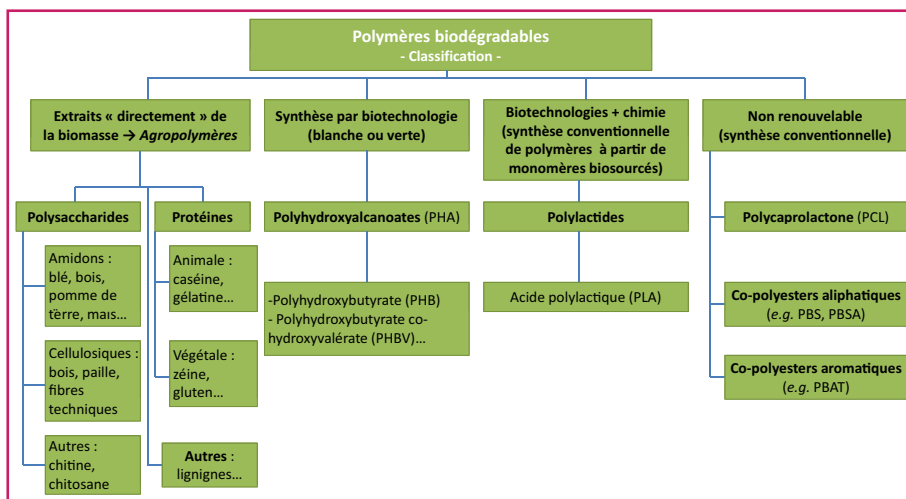 Polymères biodégradables
- Classification -
Extraits « directement » de
la biomasse → Agropolymères
Synthèse par biotechnologie
(blanche ou verte)
Biotechnologies + chimie
(synthèse conventionnelle
de polymères à partir de
monomères biosourcés)
Non renouvelable
(synthèse conventionnelle)
Polysaccharides
Protéines
Polyhydroxyalcanoates (PHA)
Polylactides
Polycaprolactone (PCL)
Amidons :
blé, bois,
pomme de
terre, maïs...
Animale :
caséine,
gélatine...
-Polyhydroxybutyrate (PHB)
- Polyhydroxybutyrate co-
hydroxyvalérate (PHBV)...
Acide polylactique (PLA)
Co-polyesters aliphatiques
(e.g. PBS, PBSA)
Cellulosiques :
bois, paille,
fibres
techniques
Végétale :
zéine,
gluten...
Co-polyesters aromatiques
(e.g. PBAT)
Autres :
chitine,
chitosane
Autres :
lignignes...